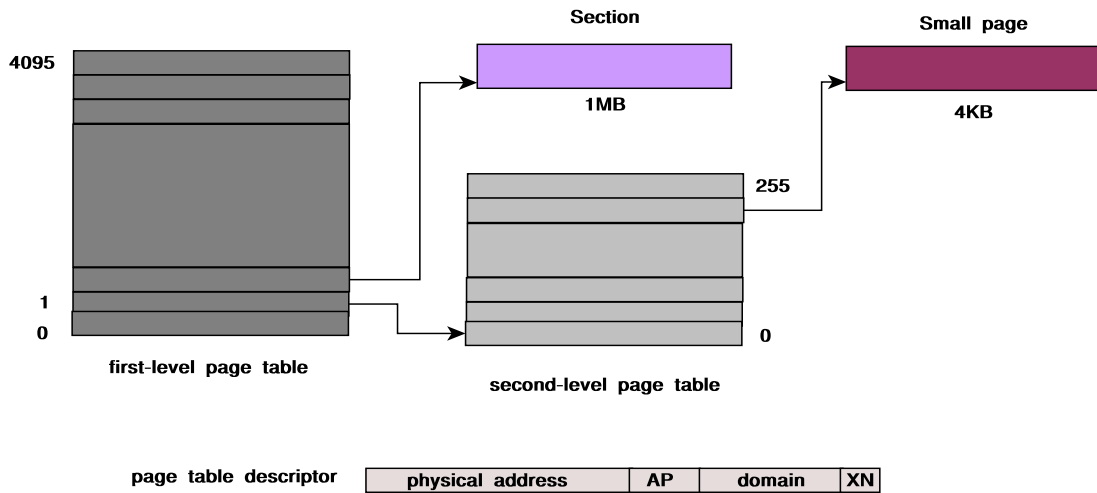 Section
Small page
4095
1MB
4KB
255
1
0
0
first-level page table
second-level page table
page table descriptor physical address AP domain XN